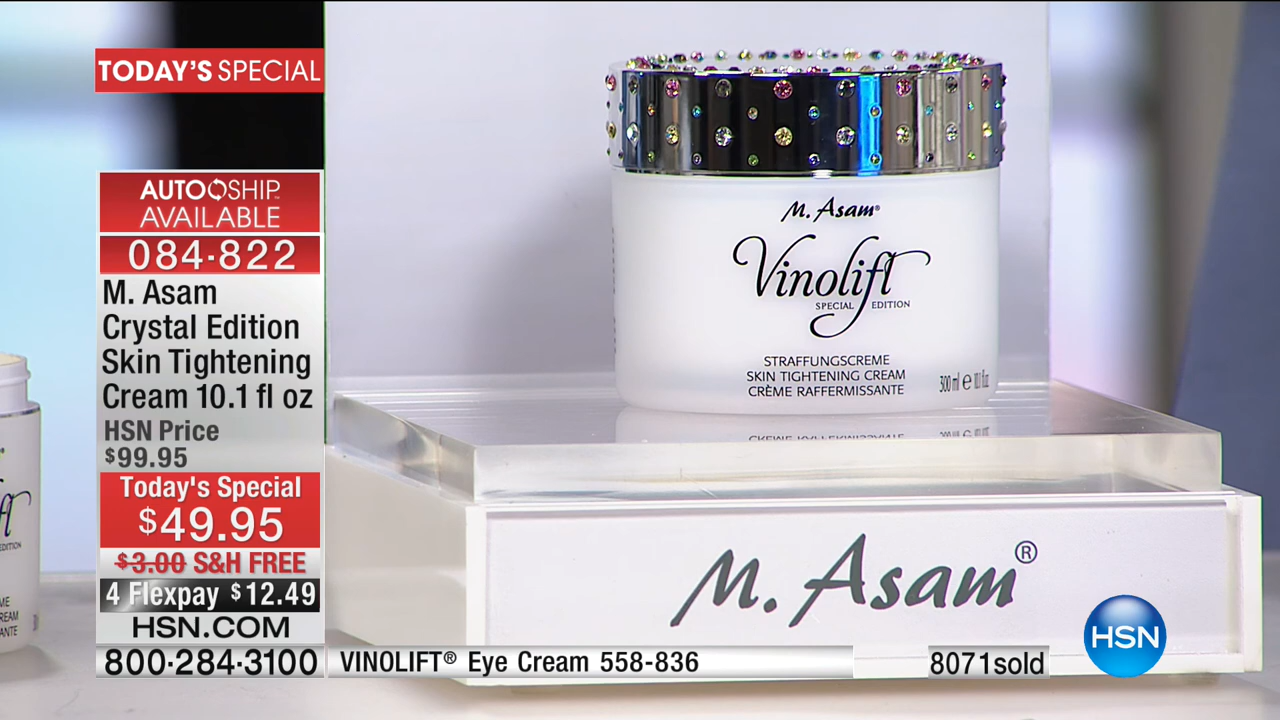 TODAY'S SPECIAL
AUTOSHIP™
AVAILABLE
084·822
M. Asam
Crystal Edition
Skin Tightening
Cream 10.1 fl oz
HSN Price
$99.95
Today's Special
$49.95
$3.00 S&H FREE
4 Flexpay $12.49
HSN.COM
800·284·3100
VINOLIFT® Eye Cream 558-836
8071sold
HSN
M. Asam®
Vinolift
SPECIAL EDITION
STRAFFUNGSCREME
SKIN TIGHTENING CREAM
CRÈME RAFFERMISSANTE
300 ml e 10.1 fl.oz
M. Asam®